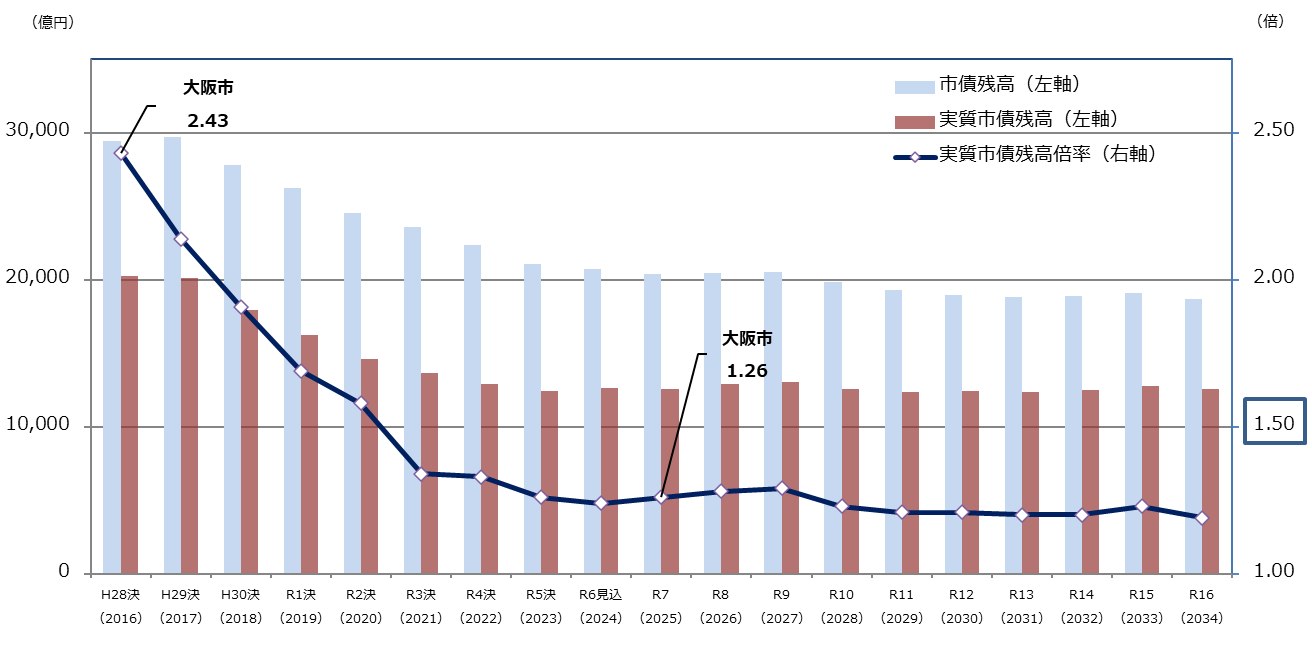 （億円）
（倍）
大阪市
2.43
市債残高（左軸）
実質市債残高（左軸）
実質市債残高倍率（右軸）
30,000
2.50
20,000
2.00
大阪市
1.26
10,000
1.50
0
1.00
H28決 H29決 H30決 R1決 R2決 R3決 R4決 R5決 R6見込 R7 R8 R9 R10 R11 R12 R13 R14 R15 R16
（2016） （2017） （2018） （2019） （2020） （2021） （2022） （2023） （2024） （2025） （2026） （2027） （2028） （2029） （2030） （2031） （2032） （2033） （2034）